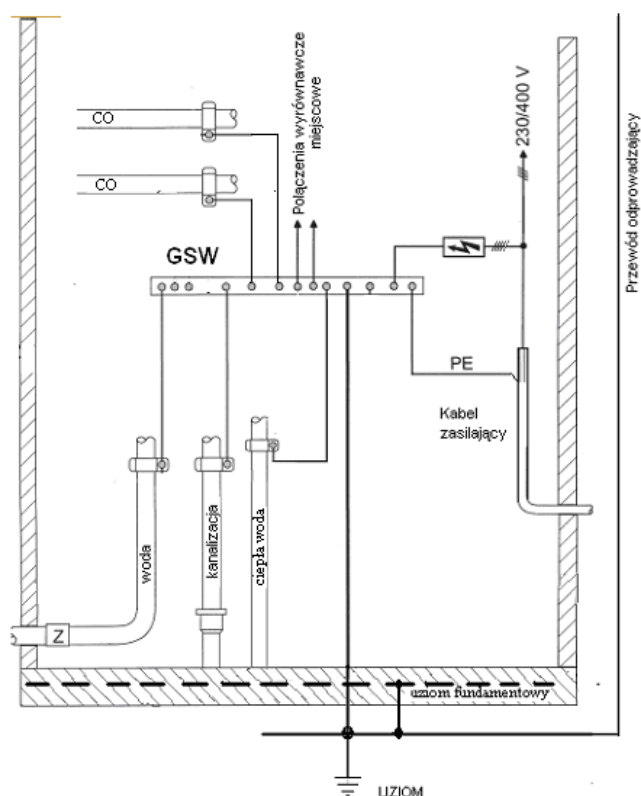 CO
CO
Połączenia wyrównawcze
miejscowe
230/400 V
Przewód odprowadzający
GSW
PE
Kabel
zasilający
woda
kanalizacja
ciepła woda
Z
uziom fundamentowy
UZIOM